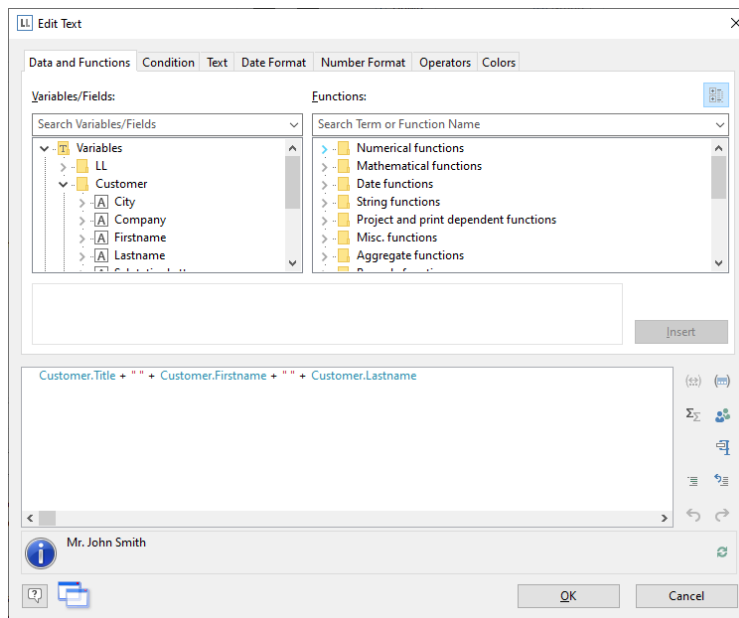 LL Edit Text
Data and Functions Condition Text Date Format Number Format Operators Colors
Variables/Fields:
Functions:
Search Variables/Fields
Search Term or Function Name
Variables
LL
Customer
City
Company
Firstname
Lastname
Numerical functions
Mathematical functions
Date functions
String functions
Project and print dependent functions
Misc. functions
Aggregate functions
Insert
Customer.Title + " " + Customer.Firstname + " " + Customer.Lastname
Mr. John Smith
OK
Cancel